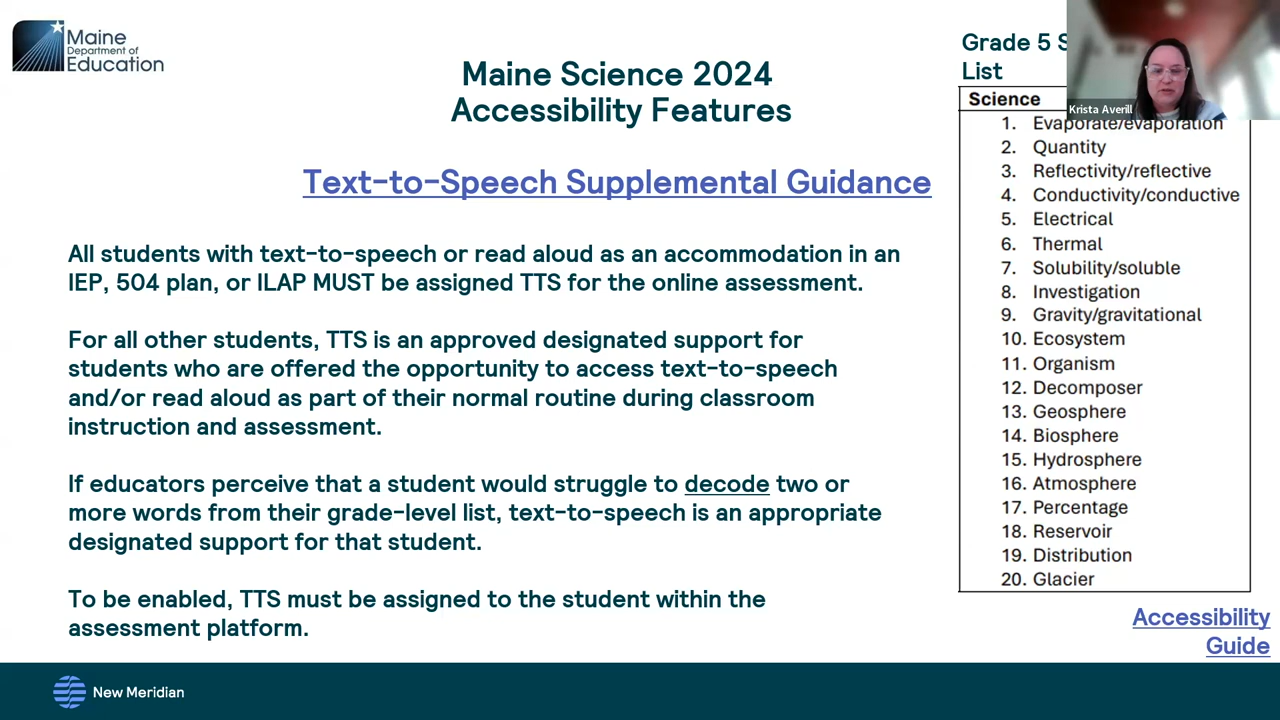 Maine
Department of
Education
Maine Science 2024
Accessibility Features
Text-to-Speech Supplemental Guidance
All students with text-to-speech or read aloud as an accommodation in an
IEP, 504 plan, or ILAP MUST be assigned TTS for the online assessment.
For all other students, TTS is an approved designated support for
students who are offered the opportunity to access text-to-speech
and/or read aloud as part of their normal routine during classroom
instruction and assessment.
If educators perceive that a student would struggle to decode two or
more words from their grade-level list, text-to-speech is an appropriate
designated support for that student.
To be enabled, TTS must be assigned to the student within the
assessment platform.
Grade 5
List
Krista Averill
Science
1. Evaporate/evaporation
2. Quantity
3. Reflectivity/reflective
4. Conductivity/conductive
5. Electrical
6. Thermal
7. Solubility/soluble
8. Investigation
9. Gravity/gravitational
10. Ecosystem
11. Organism
12. Decomposer
13. Geosphere
14. Biosphere
15. Hydrosphere
16. Atmosphere
17. Percentage
18. Reservoir
19. Distribution
20. Glacier
Accessibility
Guide
New Meridian